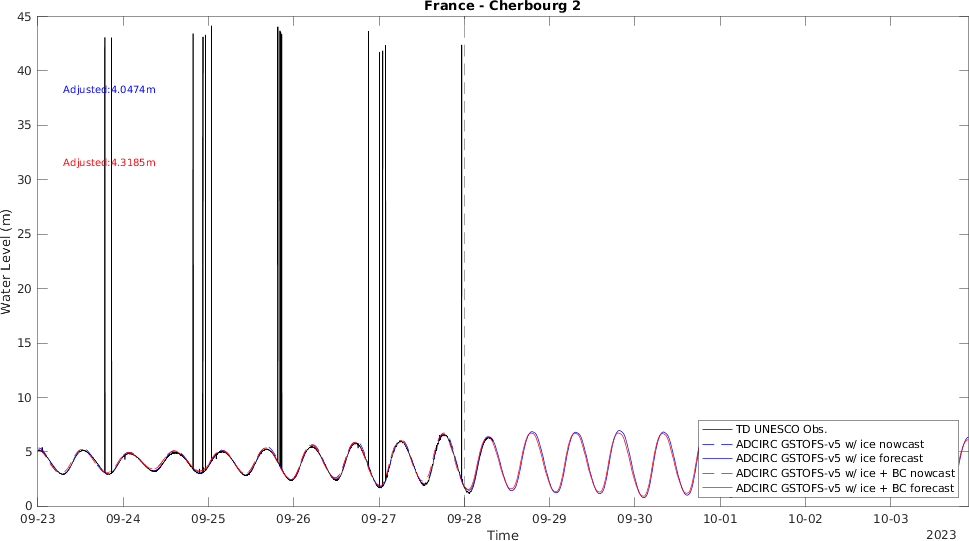 France - Cherbourg 2
45
40
35
30
25
20
15
10
5
0
Water Level (m)
Adjusted:4.0474m
Adjusted:4.3185m
TD UNESCO Obs.
ADCIRC GSTOFS-v5 w/ ice nowcast
ADCIRC GSTOFS-v5 w/ ice forecast
ADCIRC GSTOFS-v5 w/ ice + BC nowcast
ADCIRC GSTOFS-v5 w/ ice + BC forecast
09-23 09-24 09-25 09-26 09-27 09-28 09-29 09-30 10-01 10-02 10-03
Time
2023